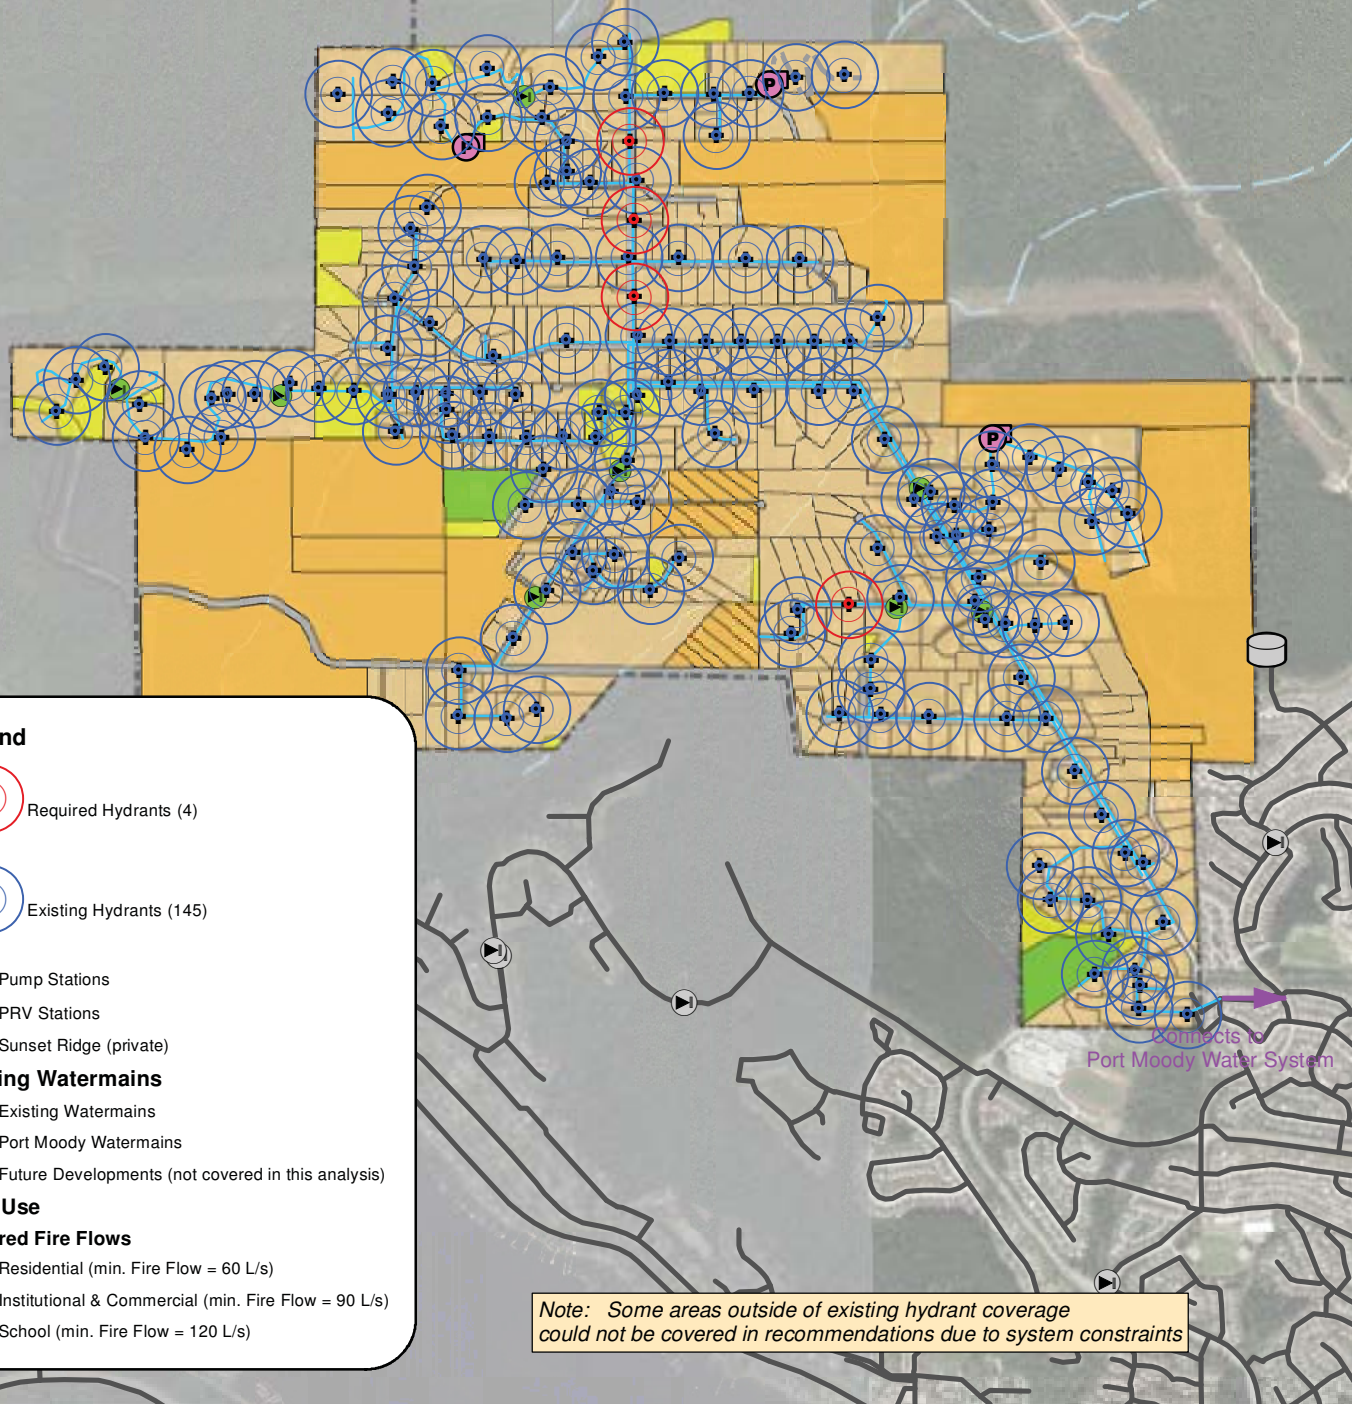 P
P
P
nd
Required Hydrants (4)
Existing Hydrants (145)
Pump Stations
PRV Stations
Sunset Ridge (private)
ing Watermains
Existing Watermains
Port Moody Watermains
Future Developments (not covered in this analysis)
Use
red Fire Flows
Residential (min. Fire Flow = 60 L/s)
Institutional & Commercial (min. Fire Flow = 90 L/s)
School (min. Fire Flow = 120 L/s)
Connects to
Port Moody Water System
Note: Some areas outside of existing hydrant coverage
could not be covered in recommendations due to system constraints